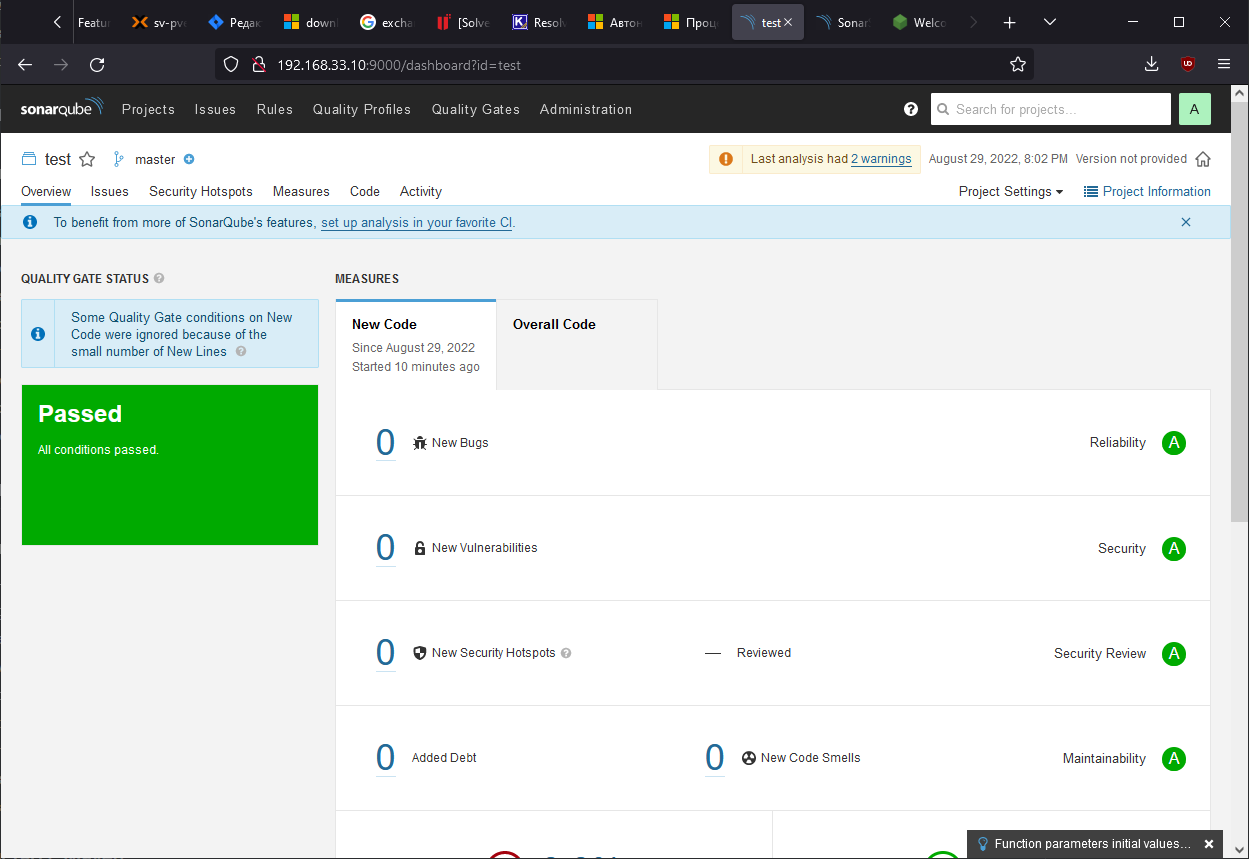 Featu
sv-pve
Редак
down
excha
[Solve
Resolv
Автон
Проц
test
Sonar
Welco
192.168.33.10:9000/dashboard?id=test
sonarqube Projects Issues Rules Quality Profiles Quality Gates Administration Search for projects... A
test master Last analysis had 2 warnings August 29, 2022, 8:02 PM Version not provided
Overview Issues Security Hotspots Measures Code Activity Project Settings Project Information
To benefit from more of SonarQube's features, set up analysis in your favorite CI.
QUALITY GATE STATUS
Some Quality Gate conditions on New
Code were ignored because of the
small number of New Lines
Passed
All conditions passed.
MEASURES
New Code
Since August 29, 2022
Started 10 minutes ago
Overall Code
0 New Bugs Reliability A
0 New Vulnerabilities Security A
0 New Security Hotspots — Reviewed Security Review A
0 Added Debt 0 New Code Smells Maintainability A
Function parameters initial values...